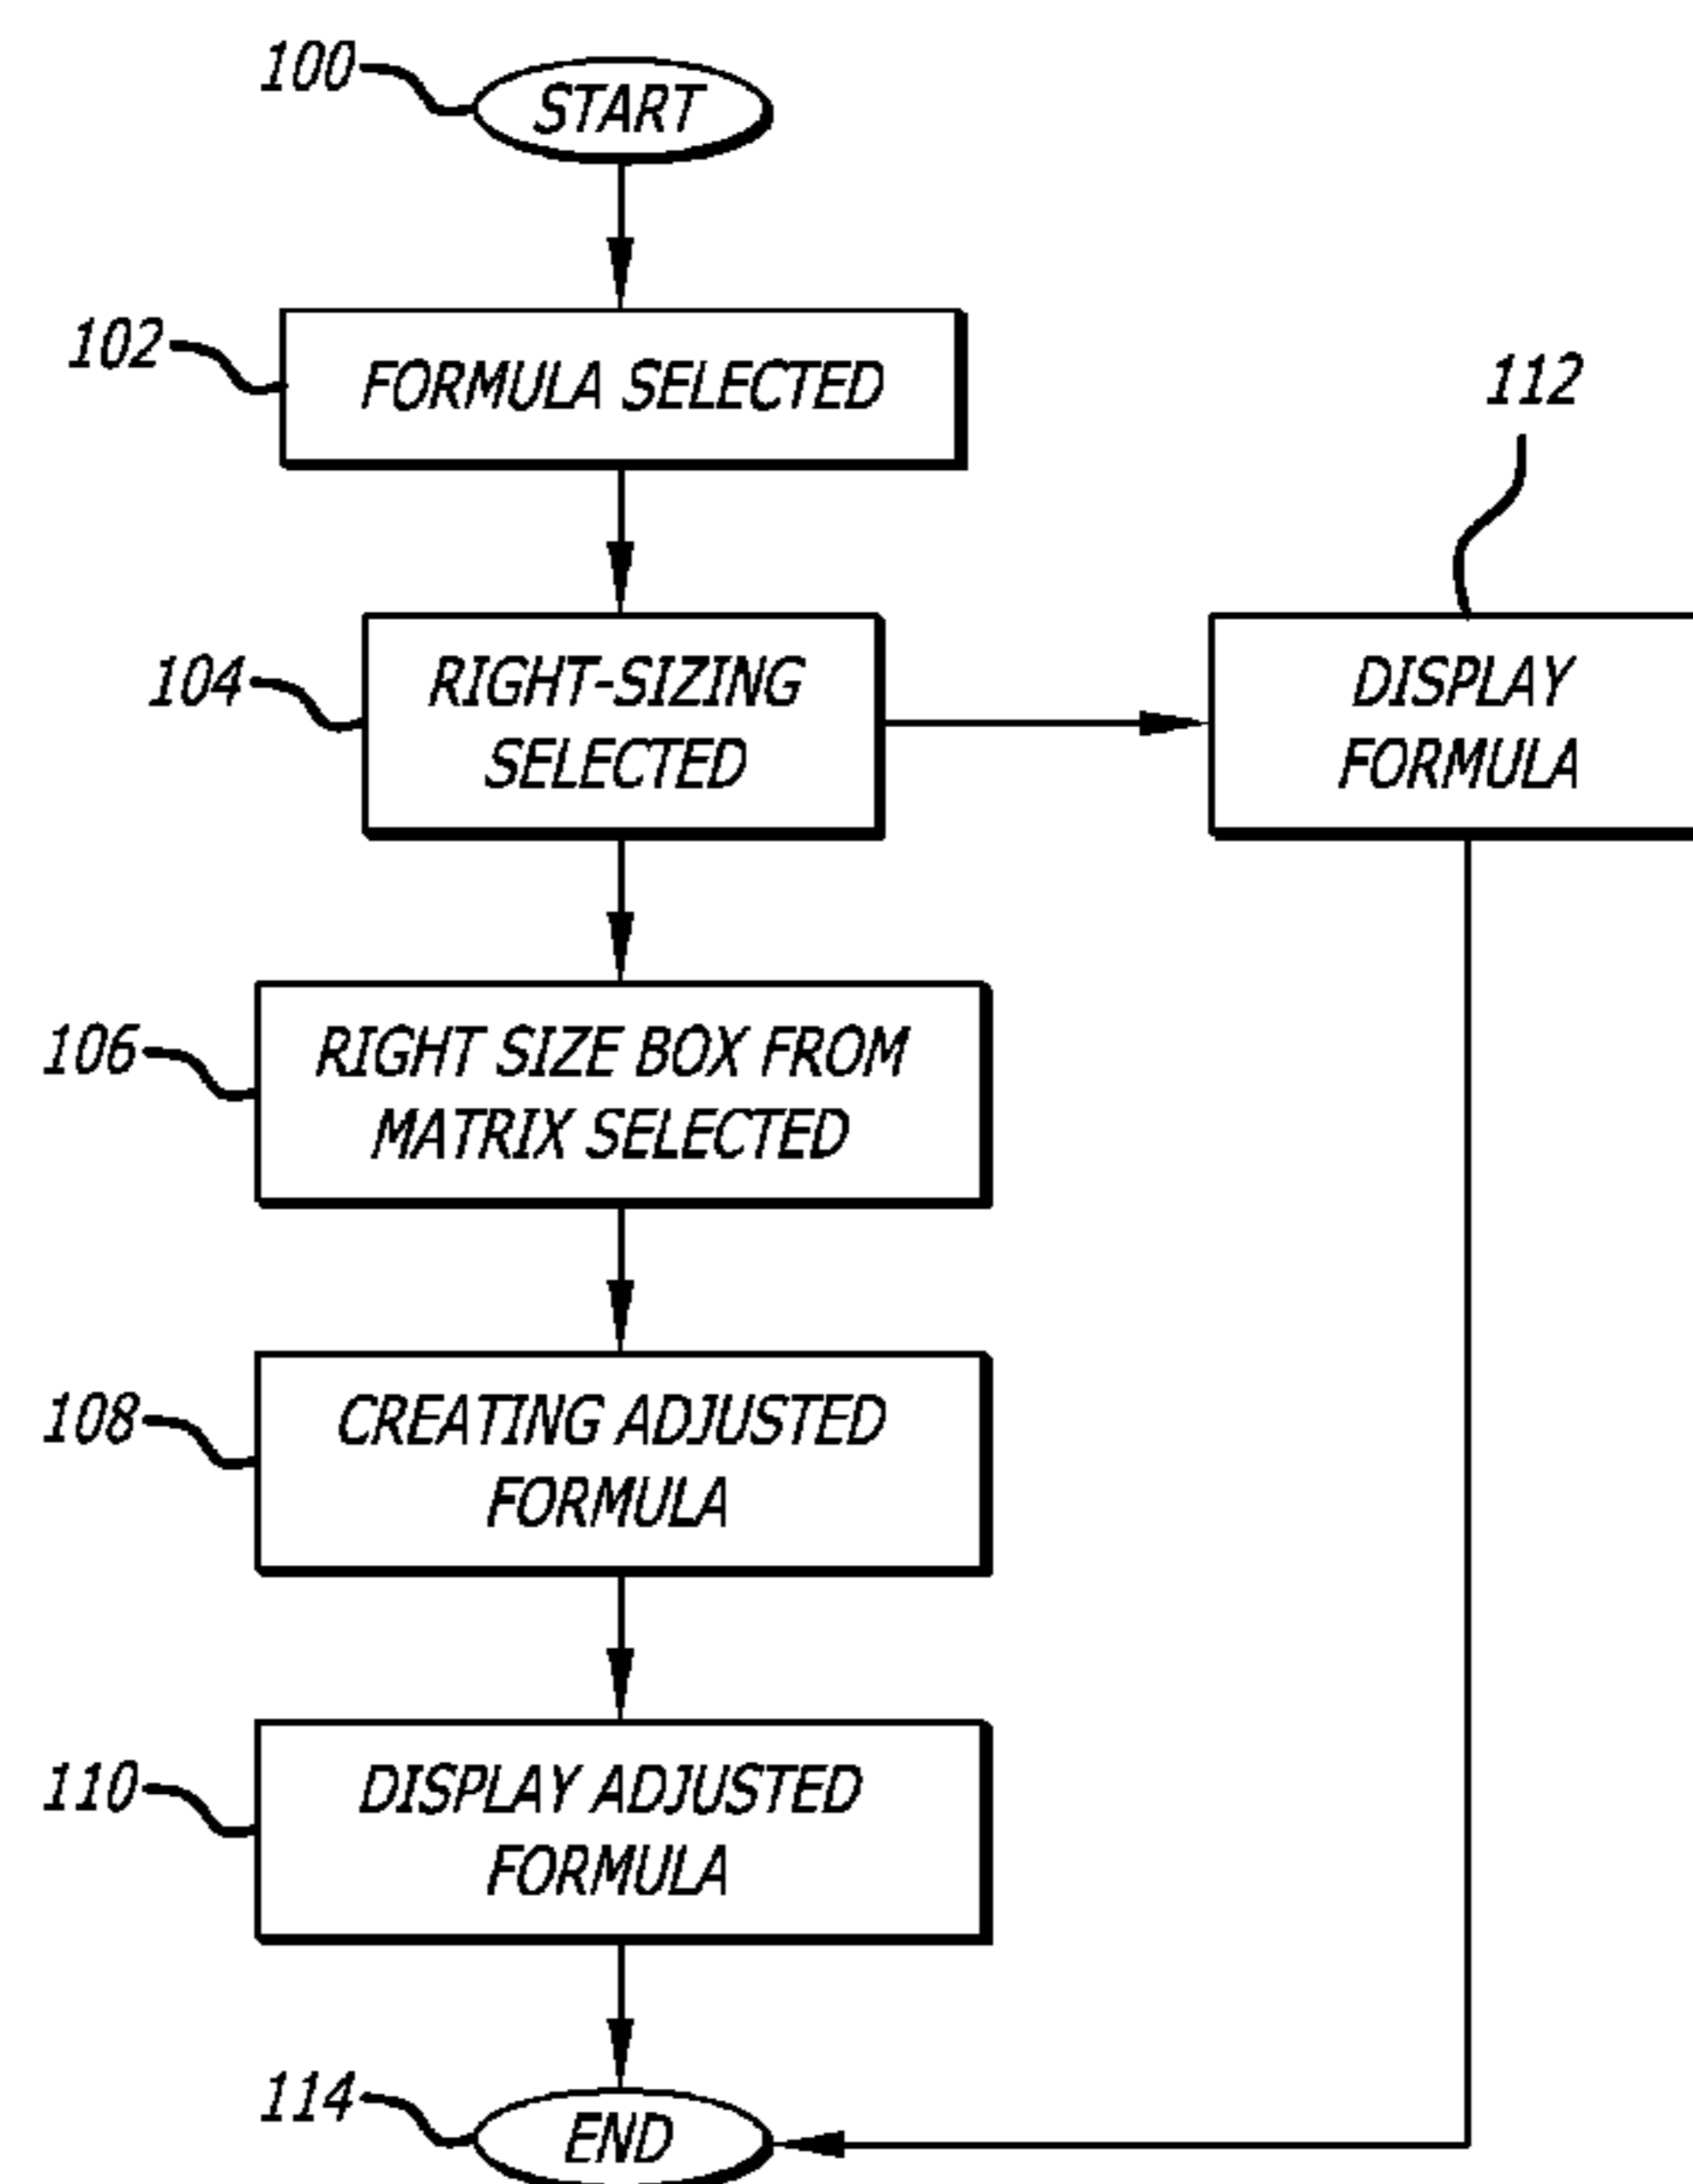 100
START
102
FORMULA SELECTED
112
104
RIGHT-SIZING
SELECTED
DISPLAY
FORMULA
106
RIGHT SIZE BOX FROM
MATRIX SELECTED
108
CREATING ADJUSTED
FORMULA
110
DISPLAY ADJUSTED
FORMULA
114
END